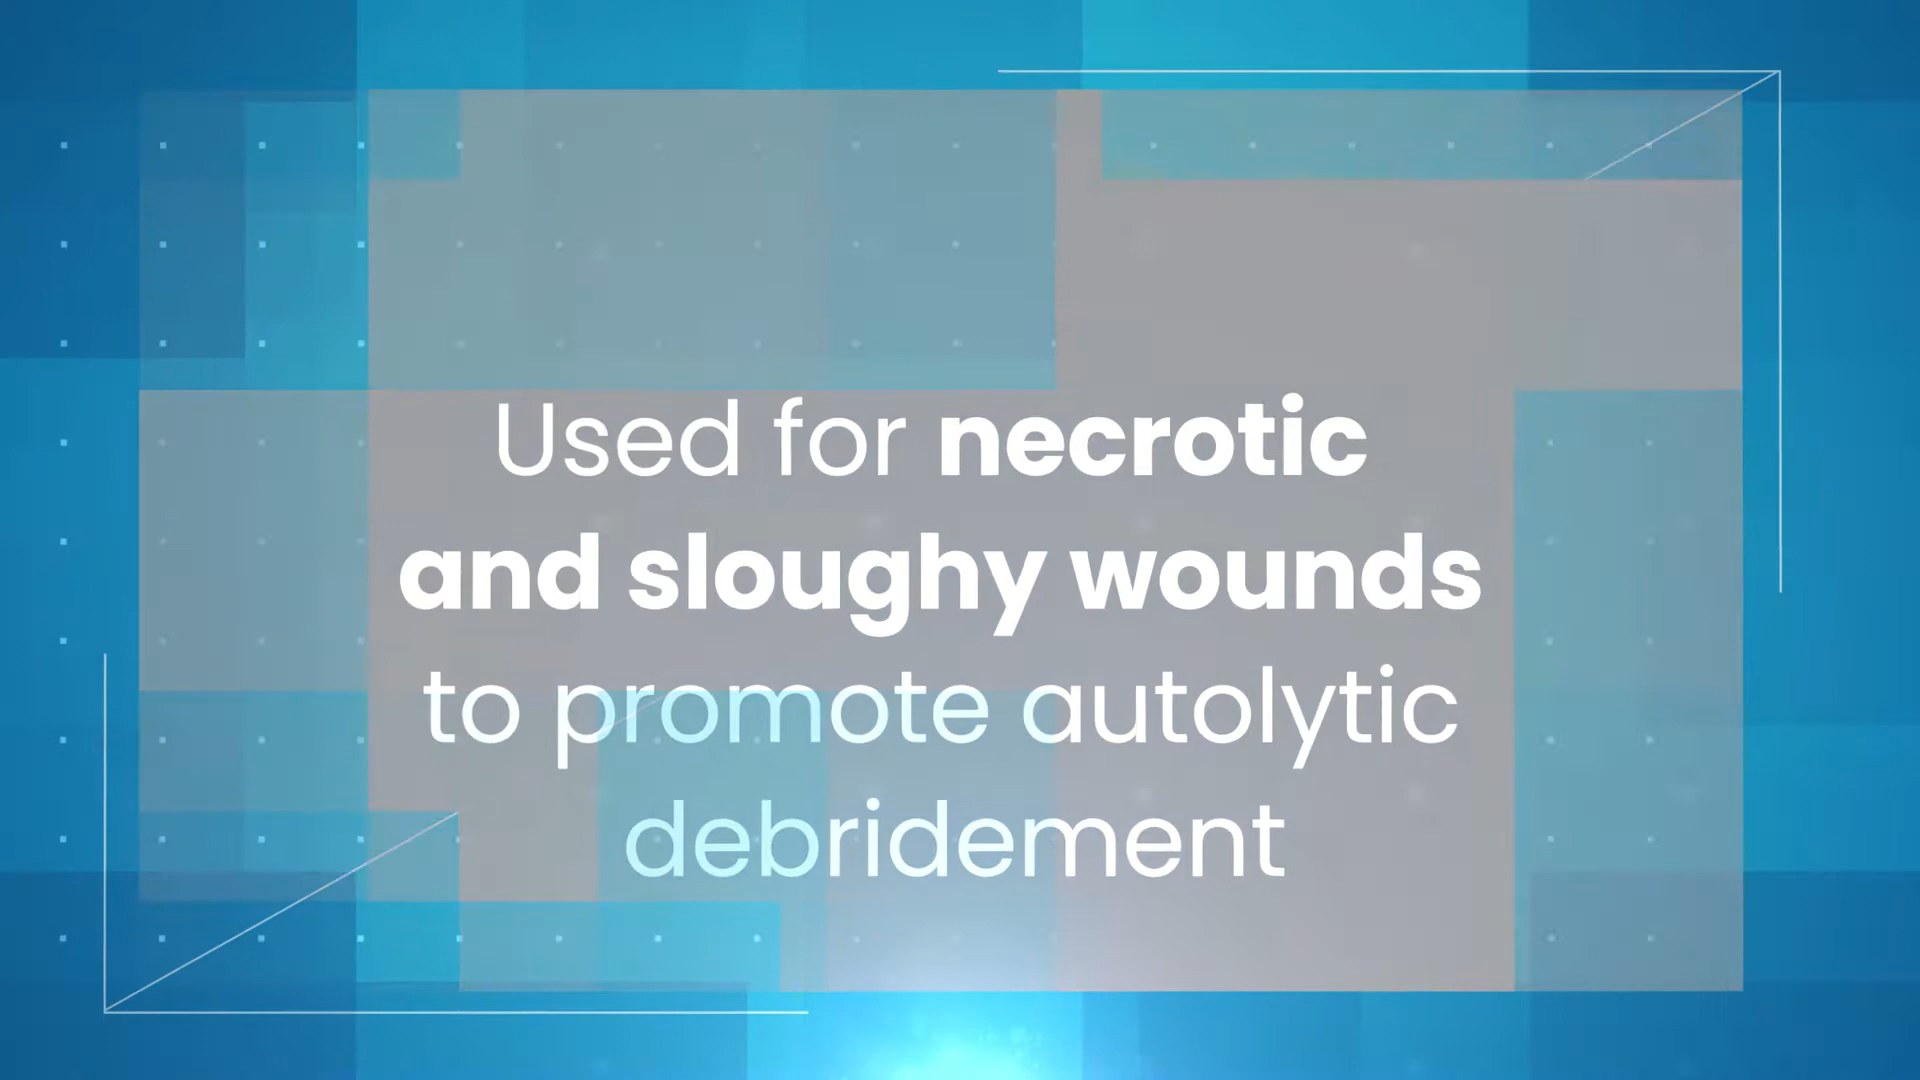 Used for necrotic
and sloughy wounds
to promote autolytic
debridement